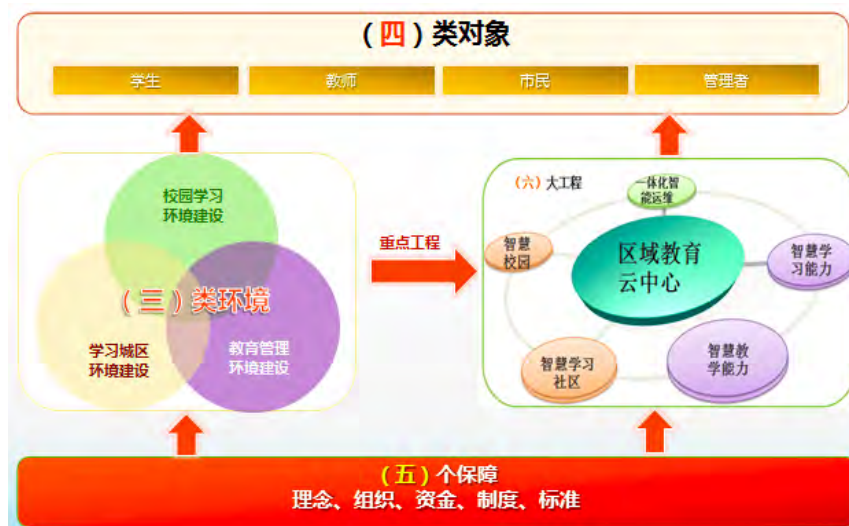 （四）类对象
学生
教师
市民
管理者
校园学习
环境建设
（三）类环境
学习城区
环境建设
教育管理
环境建设
重点工程
（六）大工程
一体化智
能运维
智慧
校园
区域教育
云中心
智慧学
习能力
智慧学习
社区
智慧教
学能力
（五）个保障
理念、组织、资金、制度、标准